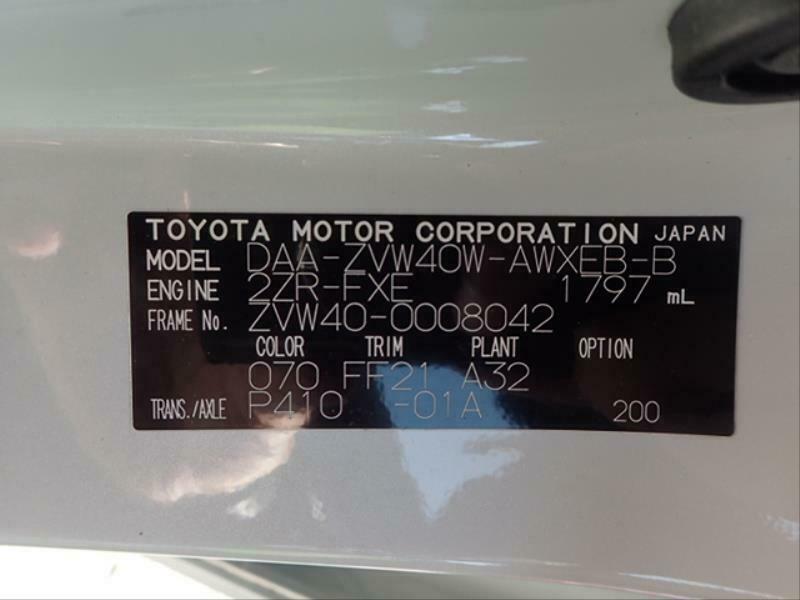 TOYOTA MOTOR CORPORATION JAPAN
MODEL DAA-ZVW40W-AWXEB-B
ENGINE 2ZR-FXE 1797 mL
FRAME No. ZVW40-0008042
COLOR TRIM PLANT OPTION
070 FF21 A32
TRANS./AXLE P410 -01A 200